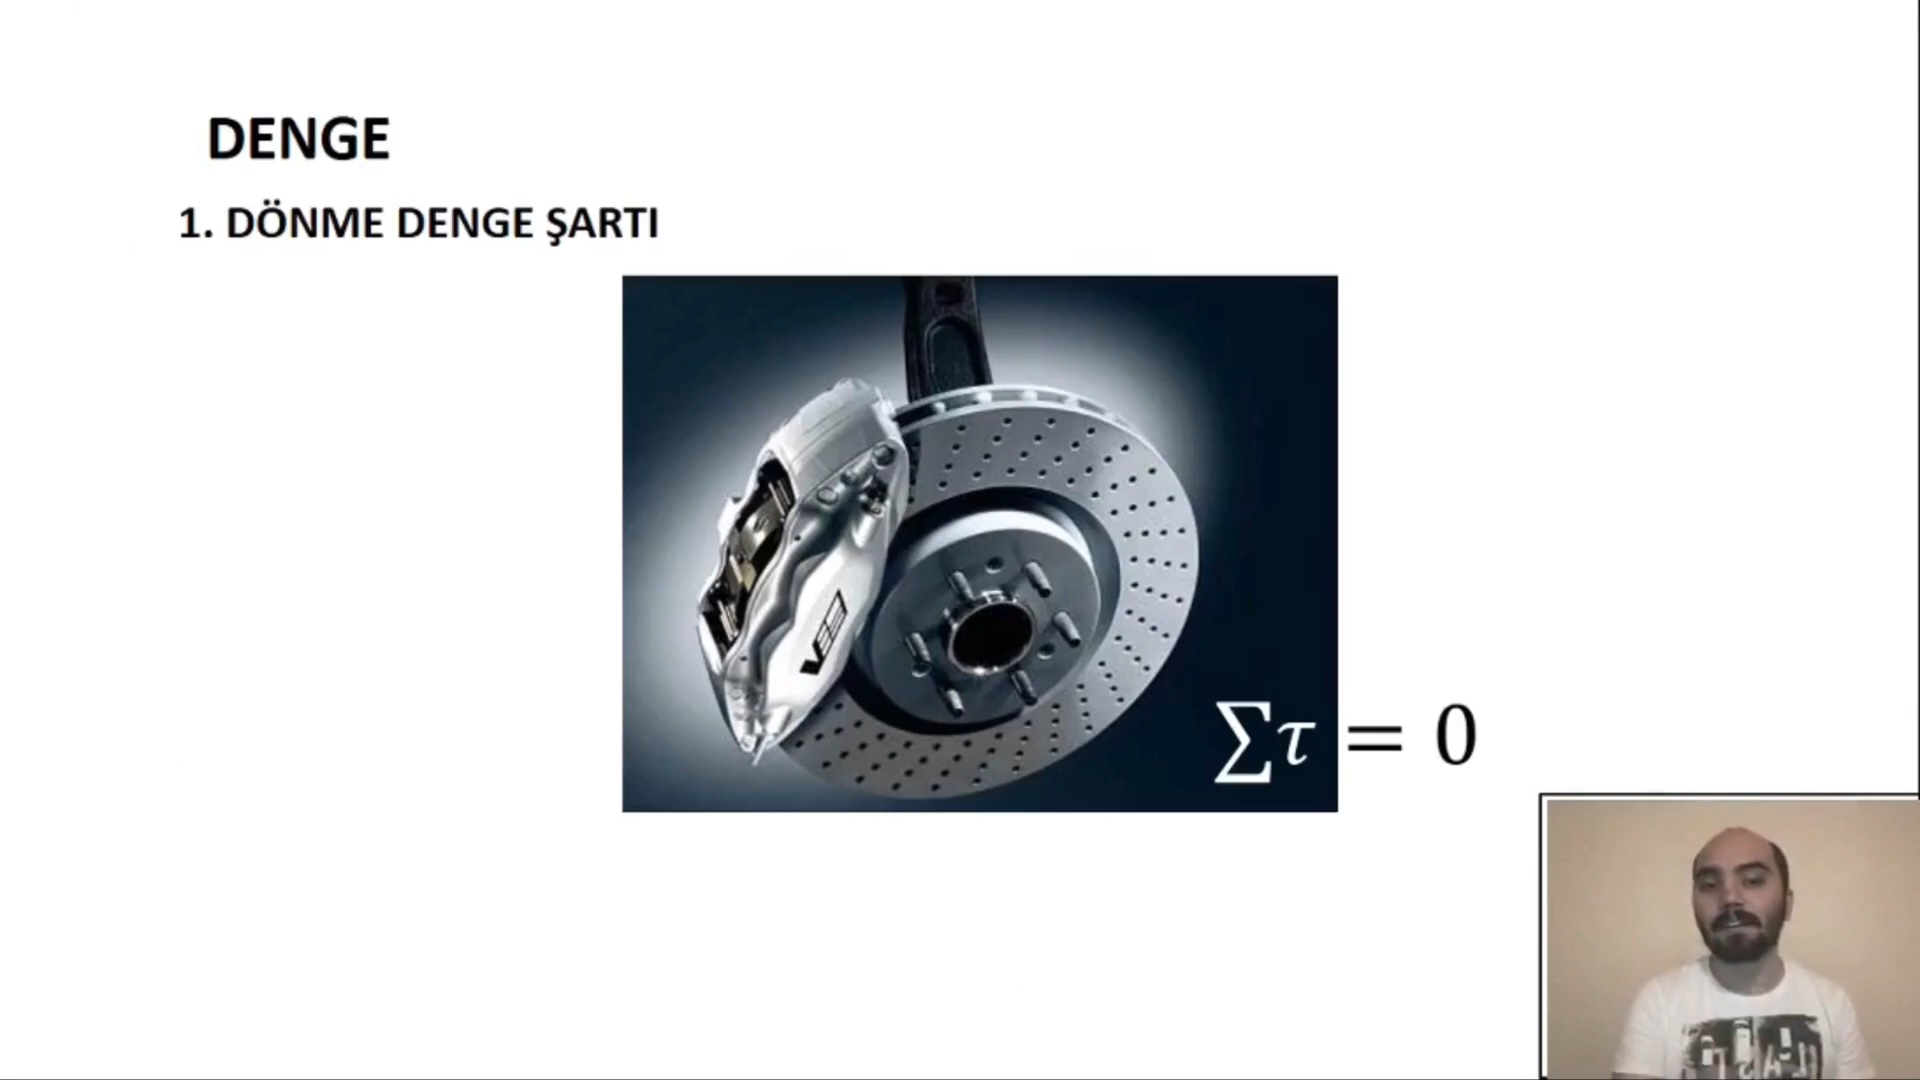 DENGE
1. DÖNME DENGE ŞARTI
∑τ = 0